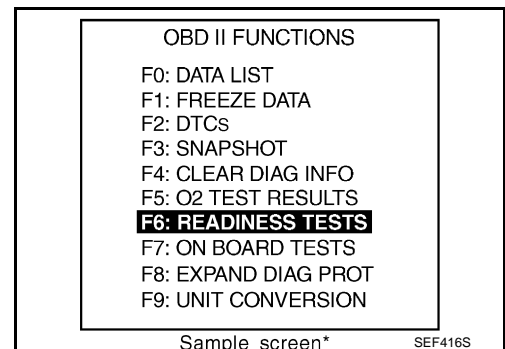 OBD II FUNCTIONS
F0: DATA LIST
F1: FREEZE DATA
F2: DTCs
F3: SNAPSHOT
F4: CLEAR DIAG INFO
F5: O2 TEST RESULTS
F6: READINESS TESTS
F7: ON BOARD TESTS
F8: EXPAND DIAG PROT
F9: UNIT CONVERSION
Sample screen* SEF416S